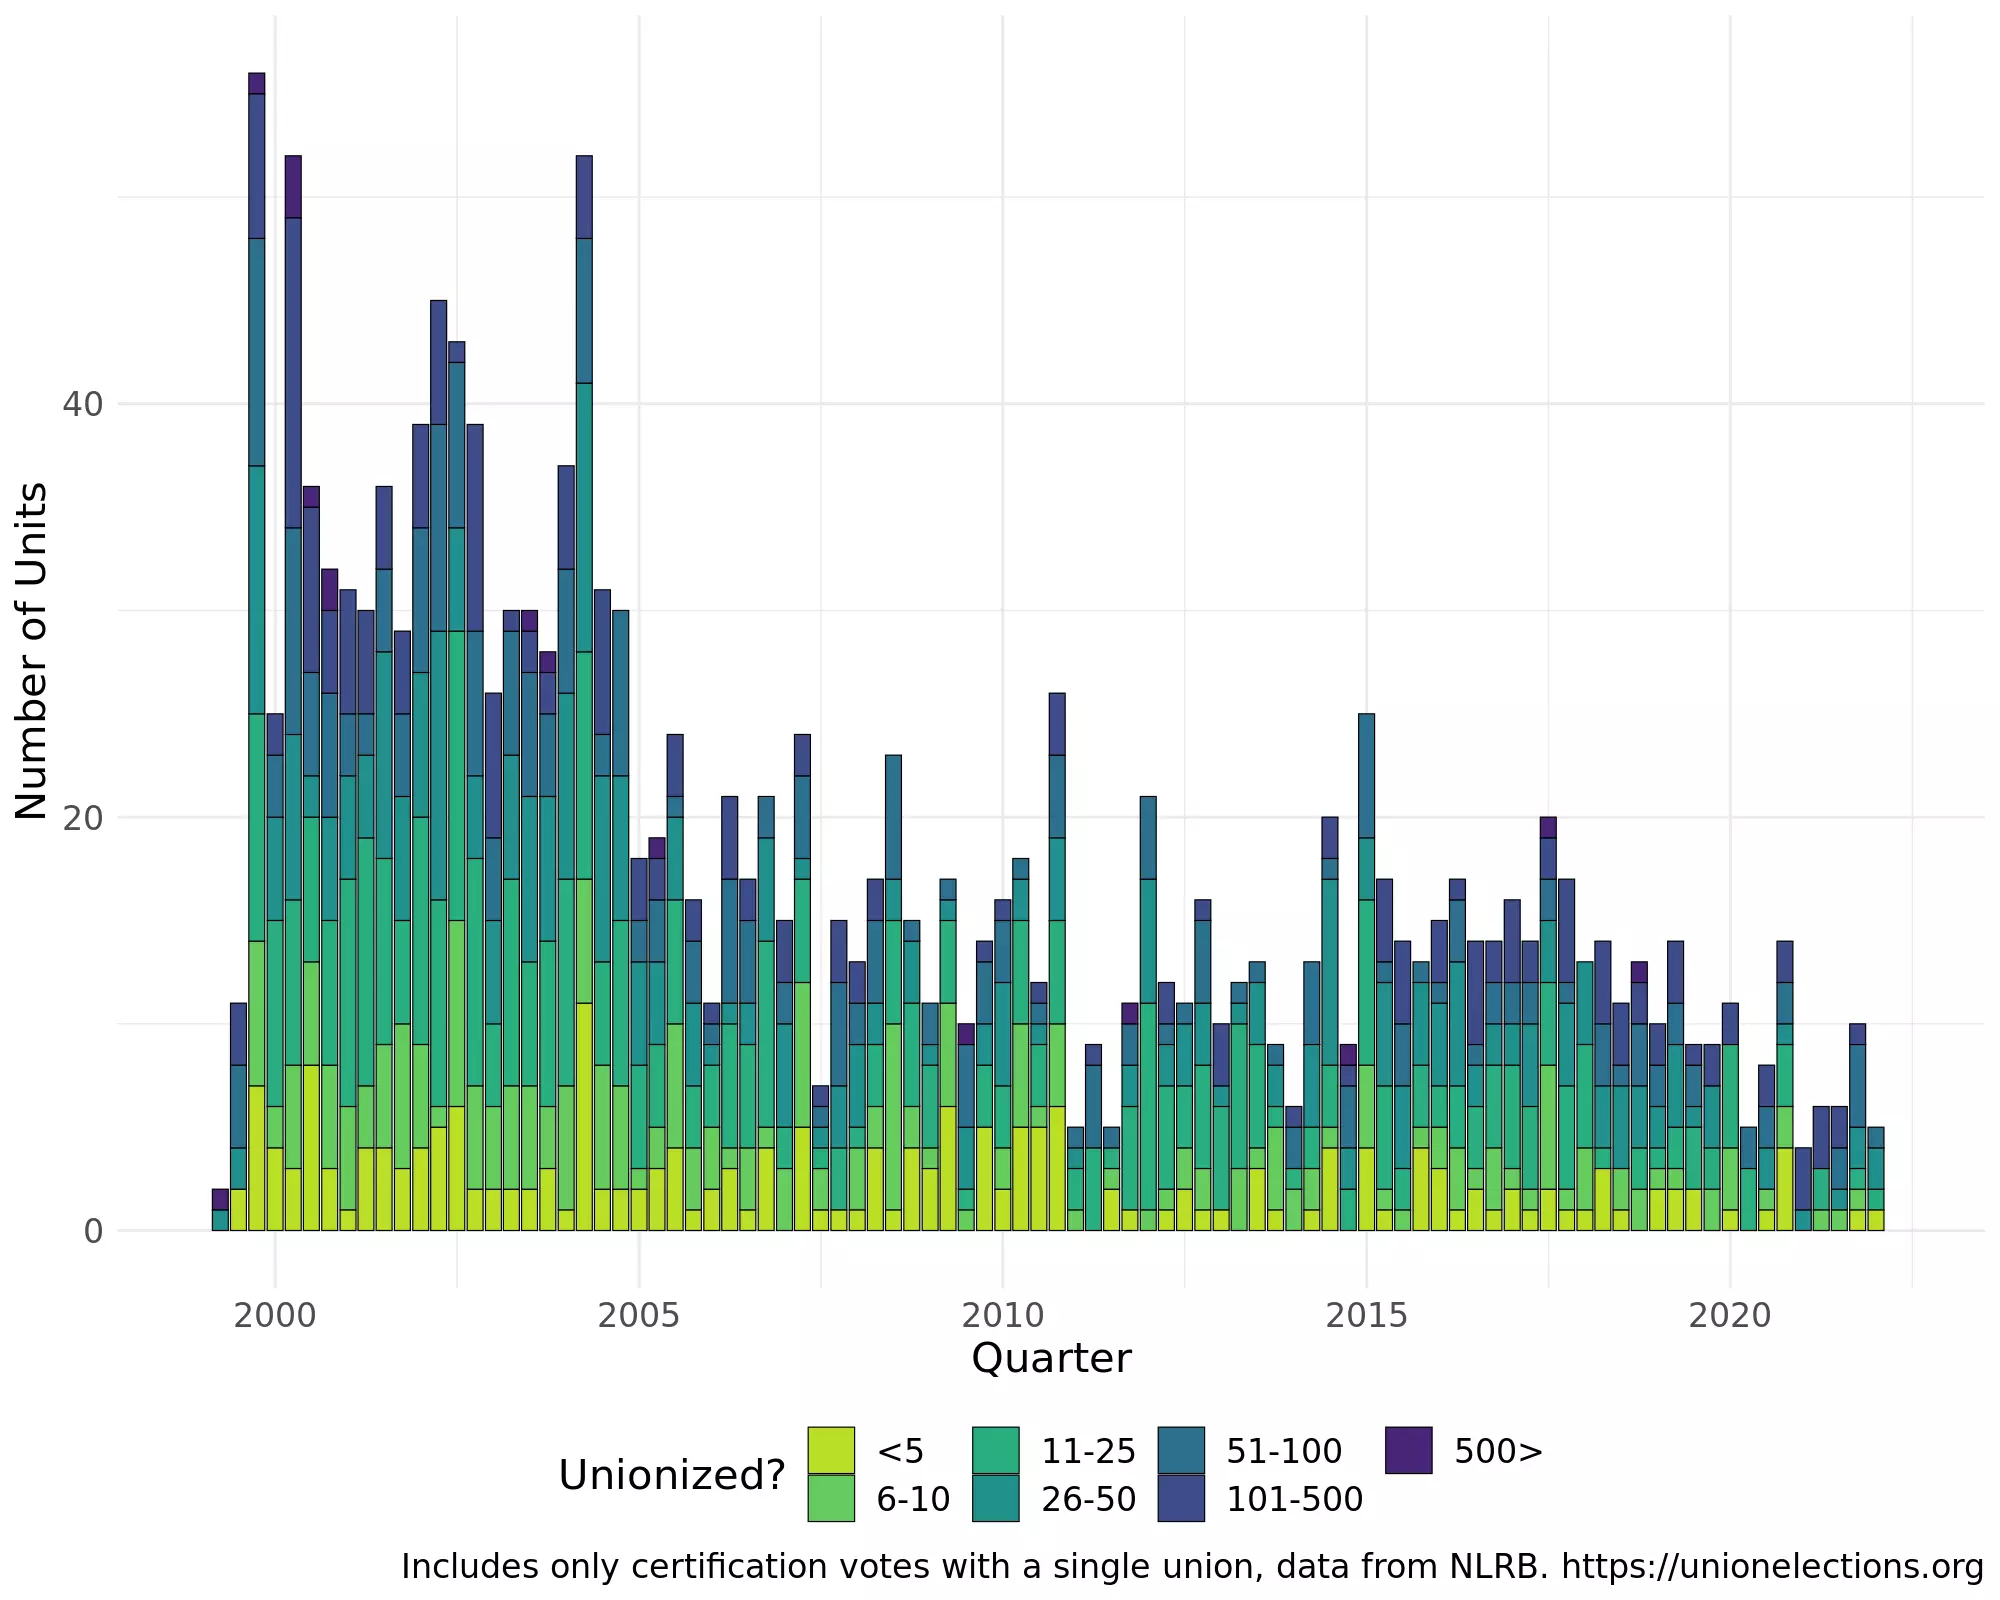 Number of Units
40
20
0
2000 2005 2010 2015 2020
Quarter
Unionized?
<5 11-25 51-100 500>
6-10 26-50 101-500
Includes only certification votes with a single union, data from NLRB. https://unionelections.org